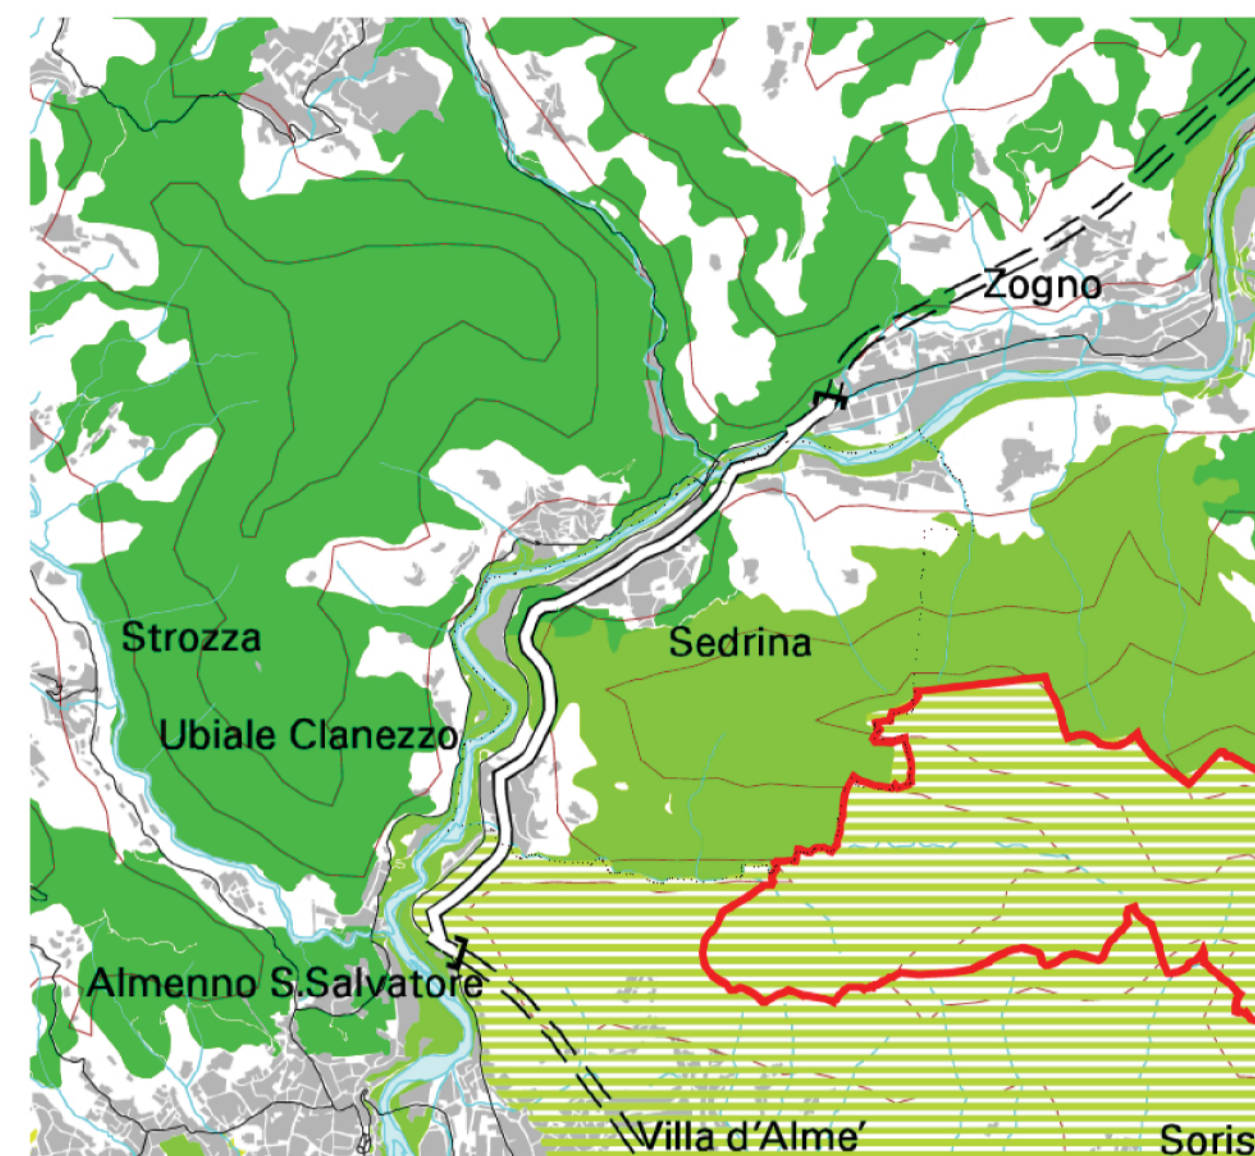 Zogno
Strozza
Sedrina
Ubiale Clanezzo
Almenno S.Salvatore
Villa d'Alme'
Soris